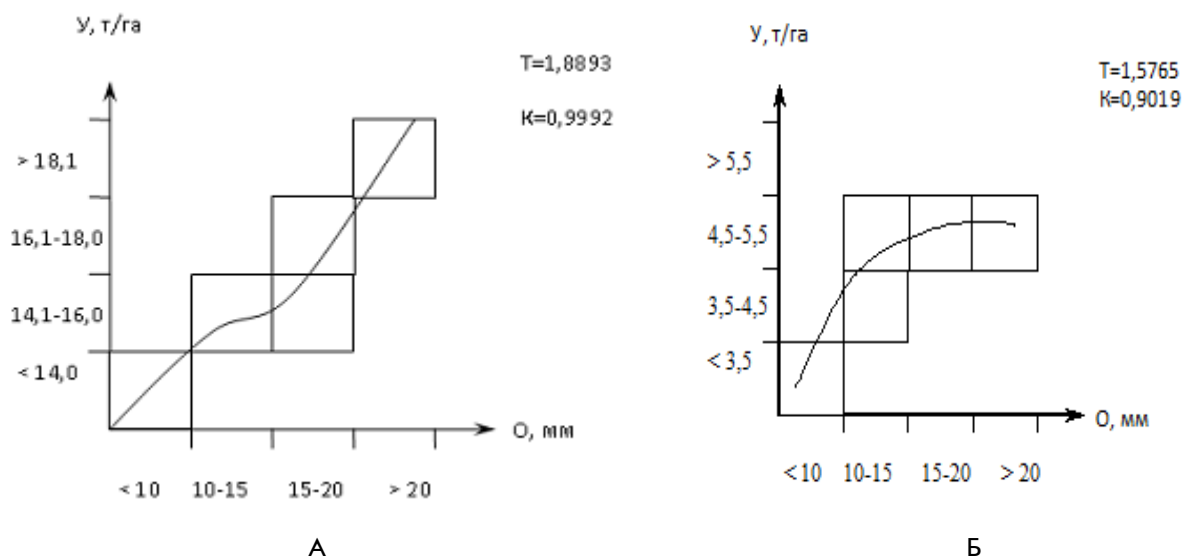 У, т/га
Т=1,8893
К=0,9992
> 18,1
16,1-18,0
14,1-16,0
< 14,0
О, мм
< 10 10-15 15-20 > 20
А
У, т/га
Т=1,5765
К=0,9019
> 5,5
4,5-5,5
3,5-4,5
< 3,5
О, мм
<10 10-15 15-20 > 20
Б